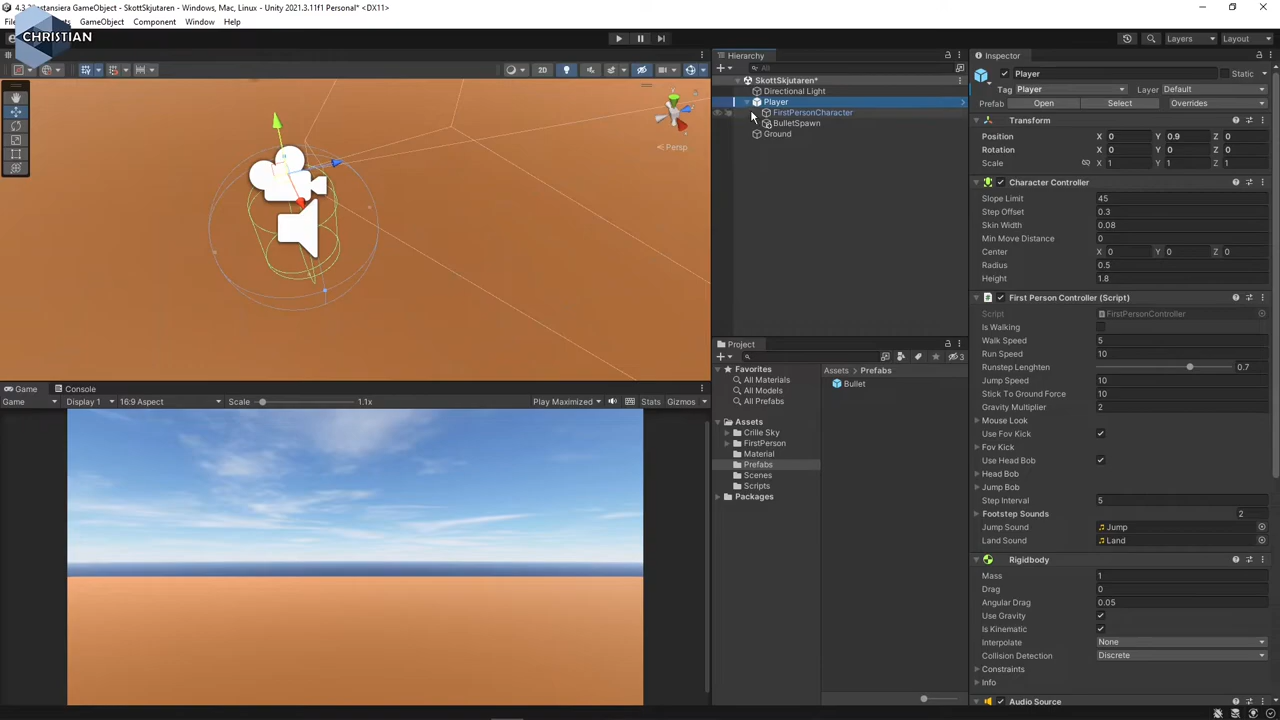 4.3.2 Instansiera GameObject - SkottSkjutaren - Windows, Mac, Linux - Unity 2021.3.11f1 Personal* <DX11>
GameObject Component Window Help
CHRISTIAN
Layers Layout
Hierarchy
All
SkottSkjutaren*
Directional Light
Player
FirstPersonCharacter
BulletSpawn
Ground
2D
Persp
Game Console
Game Display 1 16:9 Aspect Scale 1.1x Play Maximized Stats Gizmos
Project
3
Favorites
All Materials
All Models
All Prefabs
Assets
Crille Sky
FirstPerson
Material
Prefabs
Scenes
Scripts
Packages
Assets > Prefabs
Bullet
Inspector
Player Static
Tag Player Layer Default
Prefab Open Select Overrides
Transform
Position X 0 Y 0.9 Z 0
Rotation X 0 Y 0 Z 0
Scale X 1 Y 1 Z 1
Character Controller
Slope Limit 45
Step Offset 0.3
Skin Width 0.08
Min Move Distance 0
Center X 0 Y 0 Z 0
Radius 0.5
Height 1.8
First Person Controller (Script)
Script FirstPersonController
Is Walking
Walk Speed 5
Run Speed 10
Runstep Lenghten 0.7
Jump Speed 10
Stick To Ground Force 10
Gravity Multiplier 2
Mouse Look
Use Fov Kick
Fov Kick
Use Head Bob
Head Bob
Jump Bob
Step Interval 5
Footstep Sounds 2
Jump Sound Jump
Land Sound Land
Rigidbody
Mass 1
Drag 0
Angular Drag 0.05
Use Gravity
Is Kinematic
Interpolate None
Collision Detection Discrete
Constraints
Info
Audio Source